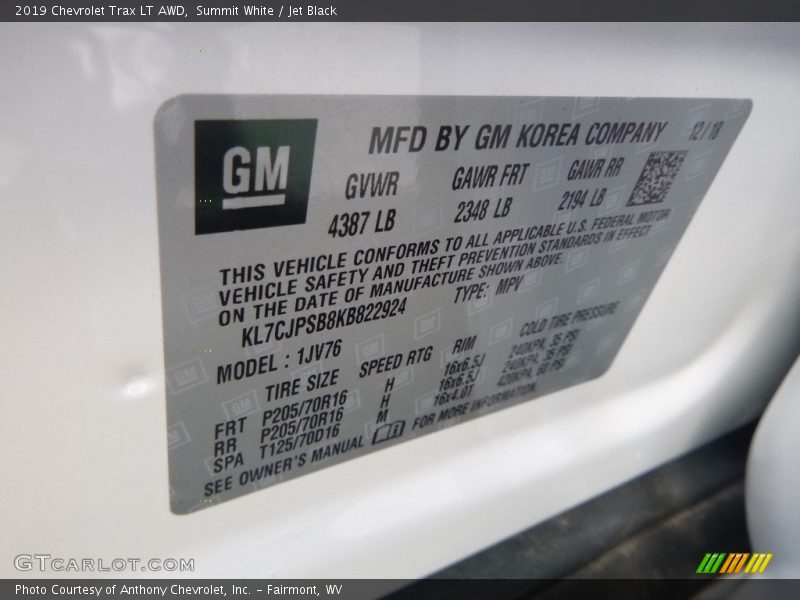 2019 Chevrolet Trax LT AWD, Summit White / Jet Black
GM
MFD BY GM KOREA COMPANY 12/18
GVWR GAWR FRT GAWR RR
4387 LB 2348 LB 2194 LB
THIS VEHICLE CONFORMS TO ALL APPLICABLE U.S. FEDERAL MOTOR
VEHICLE SAFETY AND THEFT PREVENTION STANDARDS IN EFFECT
ON THE DATE OF MANUFACTURE SHOWN ABOVE.
KL7CJPSB8KB822924 TYPE: MPV
MODEL : 1JV76
TIRE SIZE SPEED RTG RIM COLD TIRE PRESSURE
FRT P205/70R16 H 16x6.5J 240KPA, 35 PSI
RR P205/70R16 H 16x6.5J 240KPA, 35 PSI
SPA T125/70D16 M 16x4.0T 420KPA, 60 PSI
SEE OWNER'S MANUAL FOR MORE INFORMATION.
GTCARLOT.COM
Photo Courtesy of Anthony Chevrolet, Inc. – Fairmont, WV